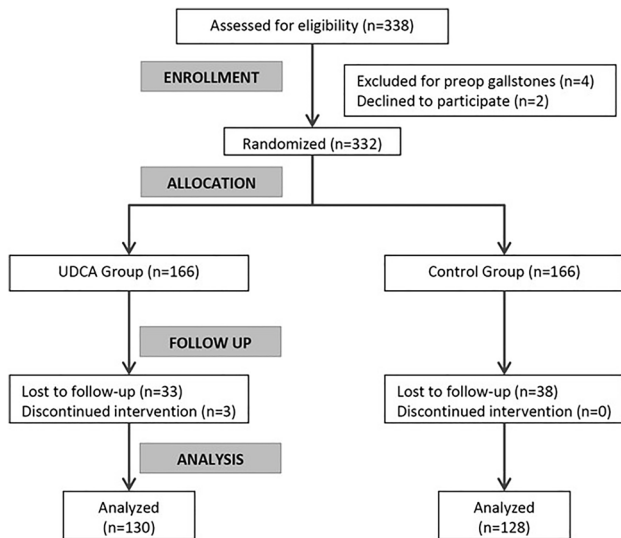 Assessed for eligibility (n=338)
ENROLLMENT
Excluded for preop gallstones (n=4)
Declined to participate (n=2)
Randomized (n=332)
ALLOCATION
UDCA Group (n=166)
Control Group (n=166)
FOLLOW UP
Lost to follow-up (n=33)
Discontinued intervention (n=3)
Lost to follow-up (n=38)
Discontinued intervention (n=0)
ANALYSIS
Analyzed
(n=130)
Analyzed
(n=128)